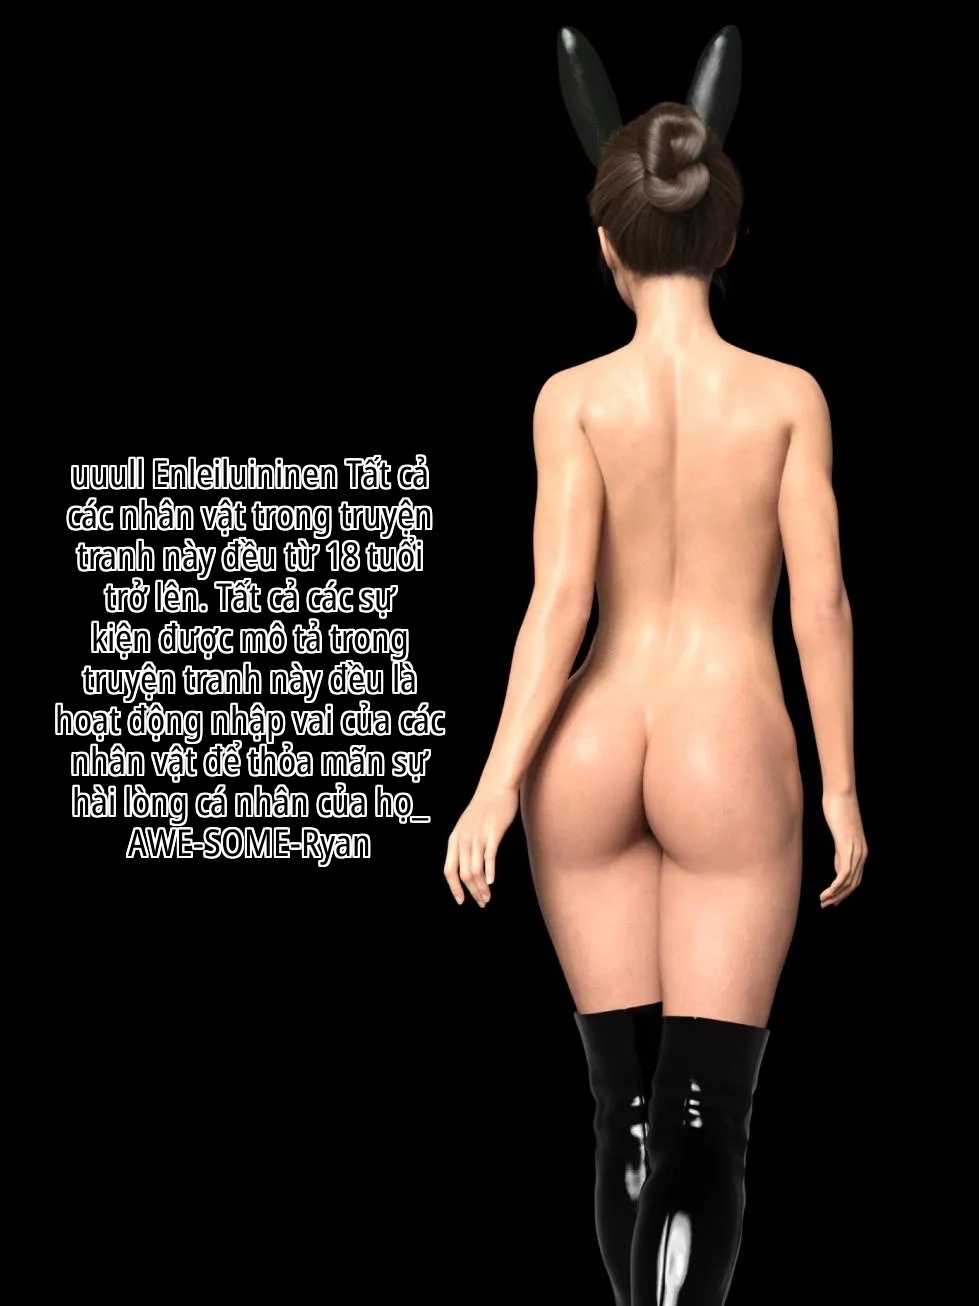 uuull Enleiluininen Tất cả
các nhân vật trong truyện
tranh này đều từ 18 tuổi
trở lên. Tất cả các sự
kiện được mô tả trong
truyện tranh này đều là
hoạt động nhập vai của các
nhân vật để thỏa mãn sự
hài lòng cá nhân của họ_
AWE-SOME-Ryan